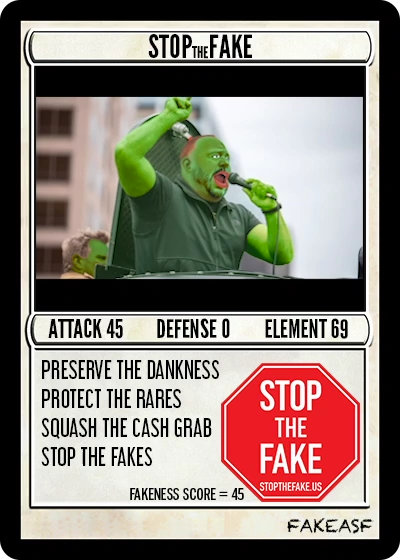 STOP THE FAKE
ATTACK 45 DEFENSE 0 ELEMENT 69
PRESERVE THE DANKNESS
PROTECT THE RARES
SQUASH THE CASH GRAB
STOP THE FAKES
STOP
THE
FAKE
STOPTHEFAKE.US
FAKENESS SCORE = 45
FAKEASF